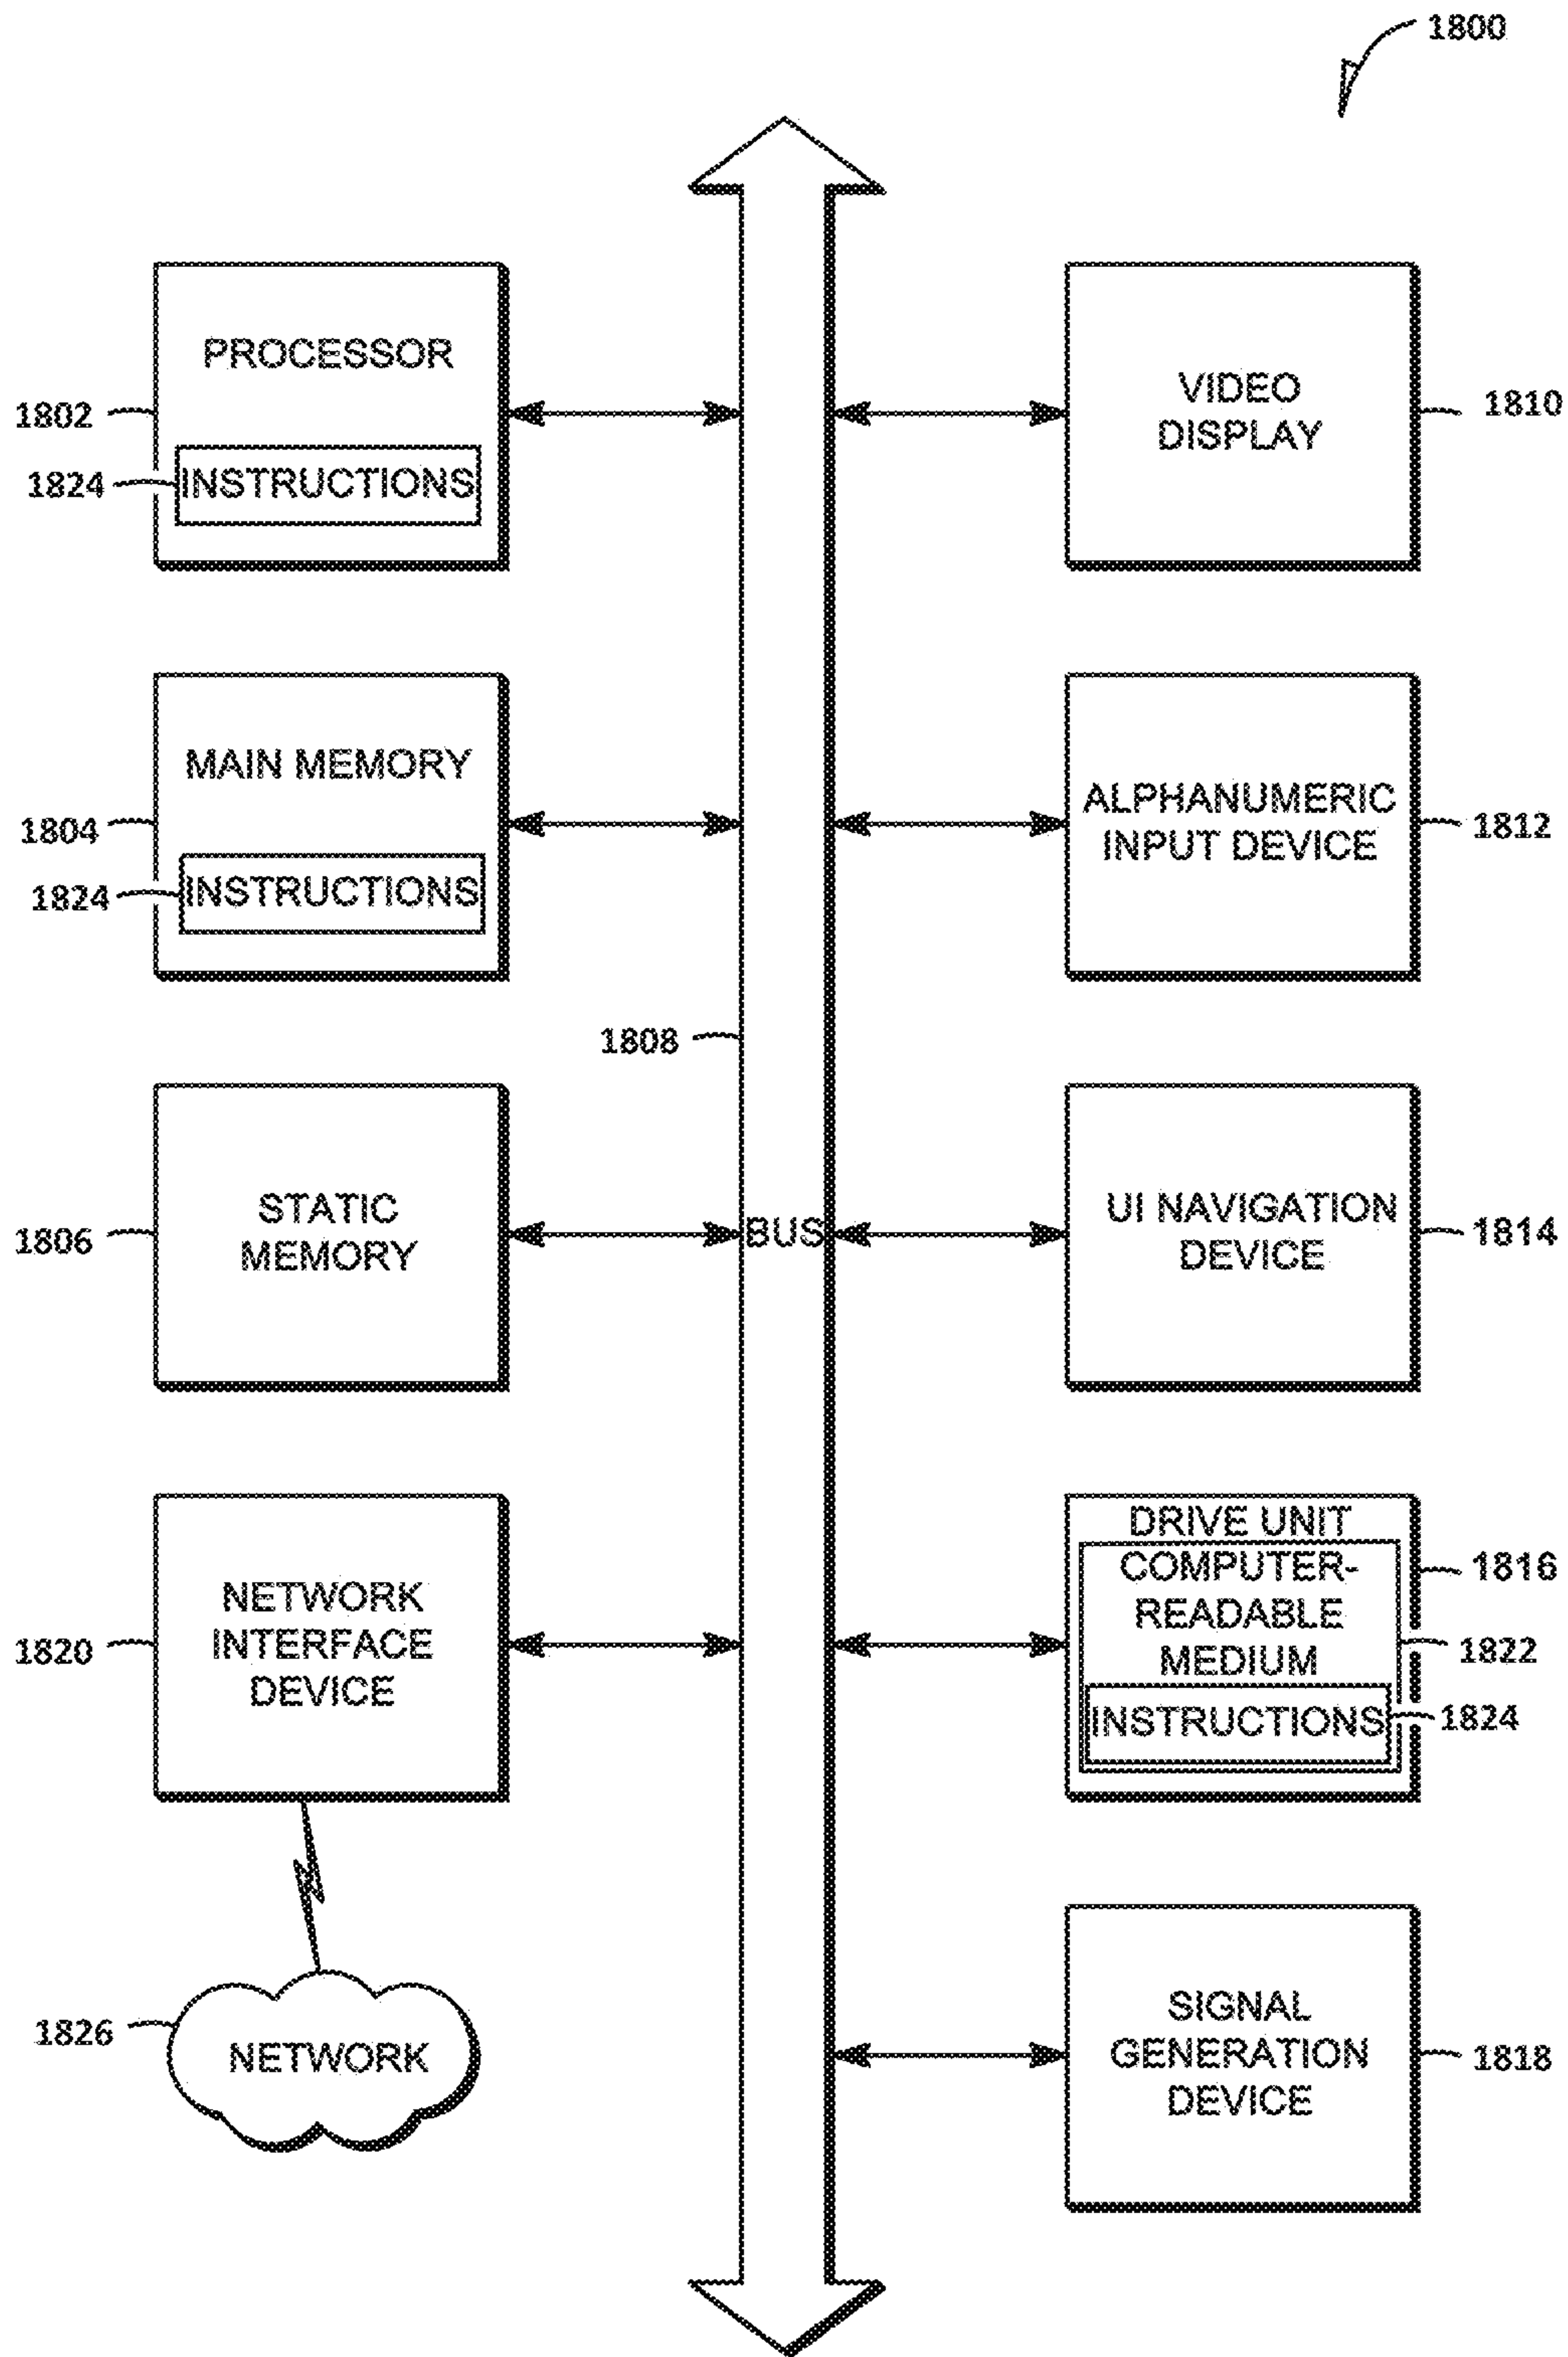 1800
PROCESSOR
1802
1824
INSTRUCTIONS
MAIN MEMORY
1804
1824
INSTRUCTIONS
1808
STATIC
MEMORY
1806
NETWORK
INTERFACE
DEVICE
1820
1826
NETWORK
BUS
VIDEO
DISPLAY
1810
ALPHANUMERIC
INPUT DEVICE
1812
UI NAVIGATION
DEVICE
1814
DRIVE UNIT
COMPUTER-
READABLE
MEDIUM
1816
1822
INSTRUCTIONS
1824
SIGNAL
GENERATION
DEVICE
1818